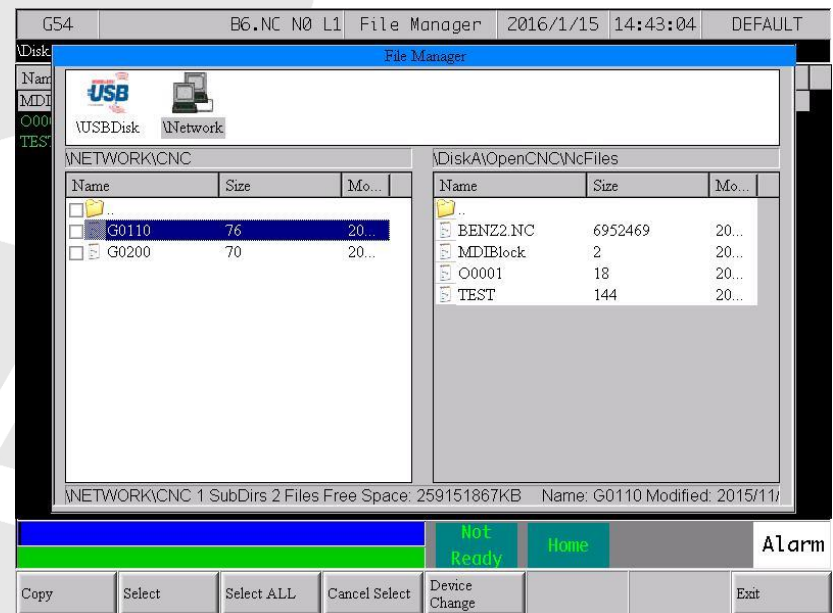 G54 B6.NC N0 L1 File Manager 2016/1/15 14:43:04 DEFAULT
\Disk
File Manager
Nam
MDI
O000
TES
USB
\USBDisk \Network
\NETWORK\CNC \DiskA\OpenCNC\NcFiles
Name Size Mo... Name Size Mo...
.. ..
G0110 76 20... BENZ2.NC 6952469 20...
G0200 70 20... MDIBlock 2 20...
O0001 18 20...
TEST 144 20...
\NETWORK\CNC 1 SubDirs 2 Files Free Space: 259151867KB Name: G0110 Modified: 2015/11/
Not Ready Home Alarm
Copy Select Select ALL Cancel Select Device Change Exit